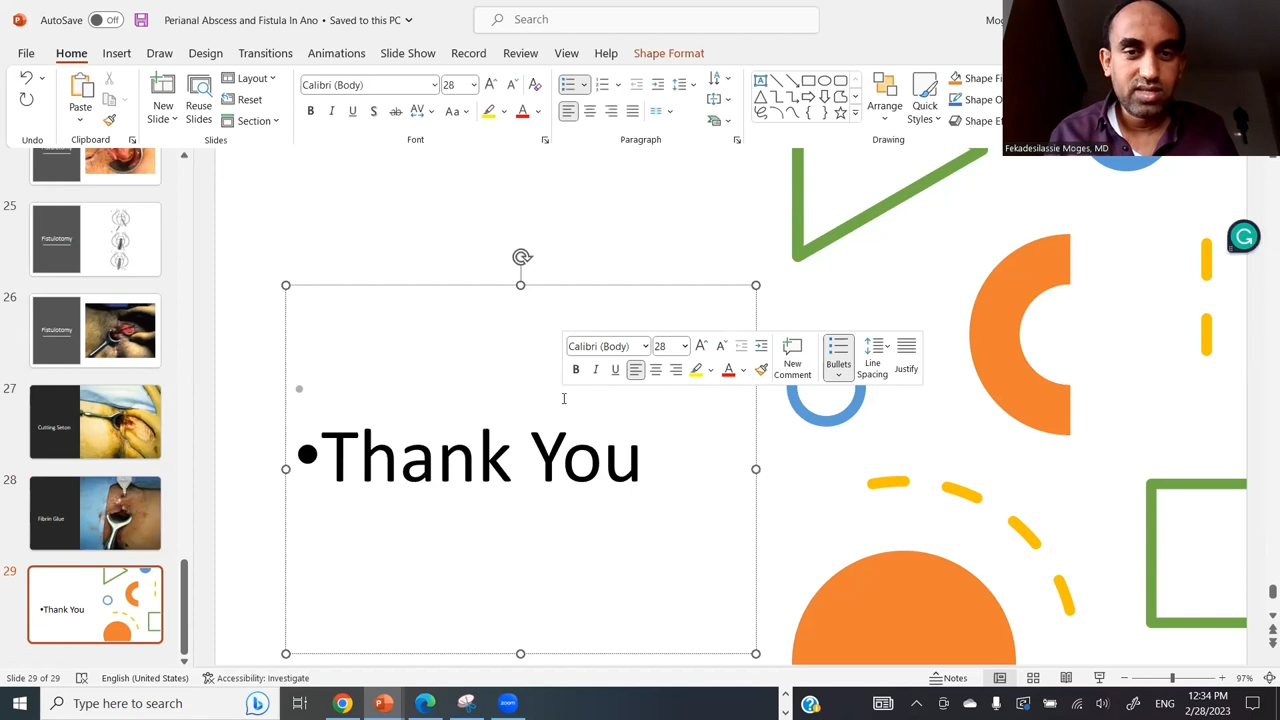 AutoSave
Off
Perianal Abscess and Fistula In Ano • Saved to this PC
Search
File
Home
Insert
Draw
Design
Transitions
Animations
Slide Show
Record
Review
View
Help
Shape Format
Paste
New
Slide
Reuse
Slides
Layout
Reset
Section
Calibri (Body)
28
Arrange
Quick
Styles
Undo
Clipboard
Slides
Font
Paragraph
Drawing
Fekadesilassie Moges, MD
25
Fistulotomy
26
Fistulotomy
27
Cutting Seton
28
Fibrin Glue
29
•Thank You
Calibri (Body)
28
New
Comment
Bullets
Line
Spacing
Justify
•Thank You
Slide 29 of 29
English (United States)
Accessibility: Investigate
Notes
97%
Type here to search
zoom
ENG
12:34 PM
2/28/2023